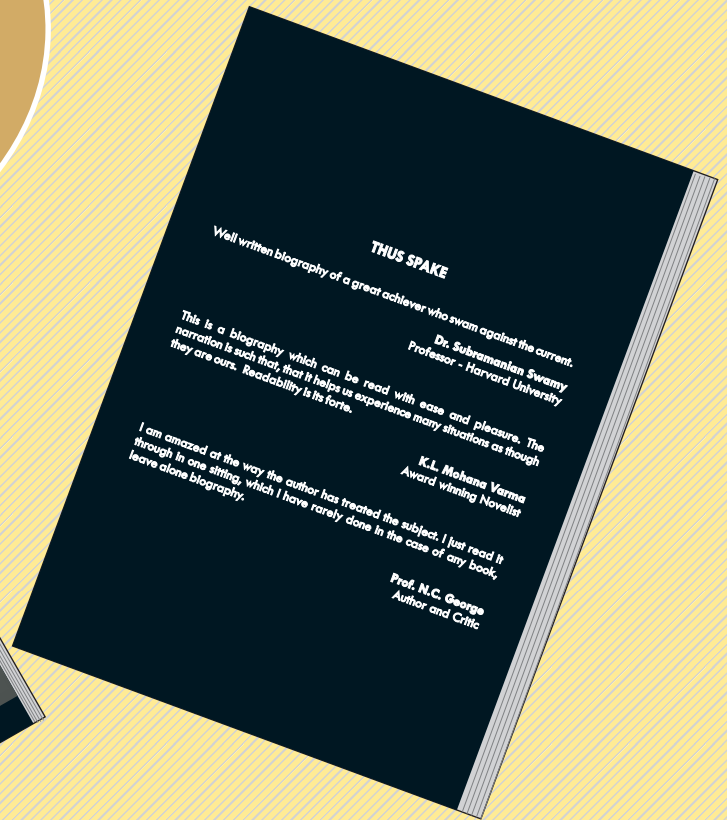 THUS SPAKE
Well written biography of a great achiever who swam against the current.
Dr. Subramanian Swamy
Professor - Harvard University
This is a biography which can be read with ease and pleasure. The
narration is such that, that it helps us experience many situations as though
they are ours. Readability is its forte.
K.L. Mohana Varma
Award winning Novelist
I am amazed at the way the author has treated the subject. I just read it
through in one sitting, which I have rarely done in the case of any book,
leave alone biography.
Prof. N.C. George
Author and Critic